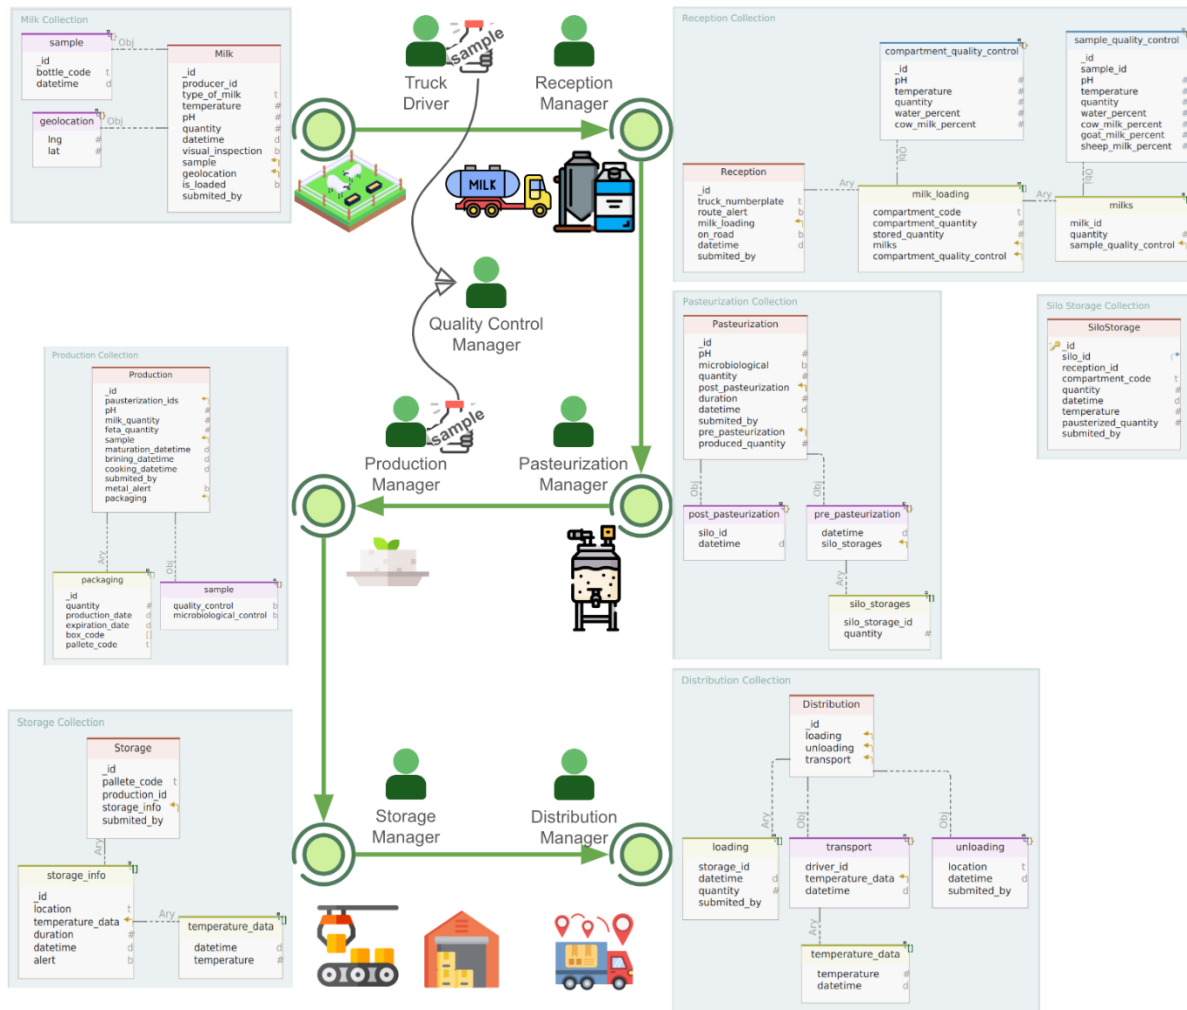 Milk Collection
sample
_id
bottle_code t
datetime d
Obj
geolocation
lng #
lat #
Obj
Milk
_id
producer_id
type_of_milk t
temperature #
pH #
quantity #
datetime d
visual_inspection b
sample
geolocation
is_loaded b
submited_by
Truck
Driver
sample
Reception
Manager
MILK
Quality Control
Manager
Reception Collection
compartment_quality_control
_id
pH #
temperature #
quantity #
water_percent #
cow_milk_percent #
Obj
sample_quality_control
_id
sample_id
pH #
temperature #
quantity #
water_percent #
cow_milk_percent #
goat_milk_percent #
sheep_milk_percent #
Obj
Reception
_id
truck_numberplate t
route_alert b
milk_loading
on_road b
datetime d
submited_by
Ary
milk_loading
compartment_code t
compartment_quantity #
stored_quantity #
milks
compartment_quality_control
Ary
milks
milk_id
quantity #
sample_quality_control
Pasteurization Collection
Pasteurization
_id
pH #
microbiological b
quantity #
post_pasteurization
duration #
datetime d
submited_by
pre_pasteurization
produced_quantity #
Obj
Obj
post_pasteurization
silo_id
datetime d
pre_pasteurization
datetime d
silo_storages
Ary
silo_storages
silo_storage_id
quantity #
Silo Storage Collection
SiloStorage
_id
silo_id
reception_id
compartment_code t
quantity #
datetime d
temperature #
pausterized_quantity #
submited_by
Production Collection
Production
_id
pausterization_ids
pH #
milk_quantity #
feta_quantity #
sample
maturation_datetime d
brining_datetime d
cooking_datetime d
submited_by
metal_alert b
packaging
Ary
Obj
packaging
_id
quantity #
production_date d
expiration_date d
box_code []
pallete_code t
sample
quality_control b
microbiological_control b
sample
Production
Manager
Pasteurization
Manager
Storage Collection
Storage
_id
pallete_code t
production_id
storage_info
submited_by
Ary
storage_info
_id
location t
temperature_data
duration #
datetime d
alert b
Ary
temperature_data
datetime d
temperature #
Storage
Manager
Distribution
Manager
Distribution Collection
Distribution
_id
loading
unloading
transport
Ary
Obj
Obj
loading
storage_id
datetime d
quantity #
submited_by
transport
driver_id
temperature_data
datetime d
unloading
location t
datetime d
submited_by
Ary
temperature_data
temperature #
datetime d